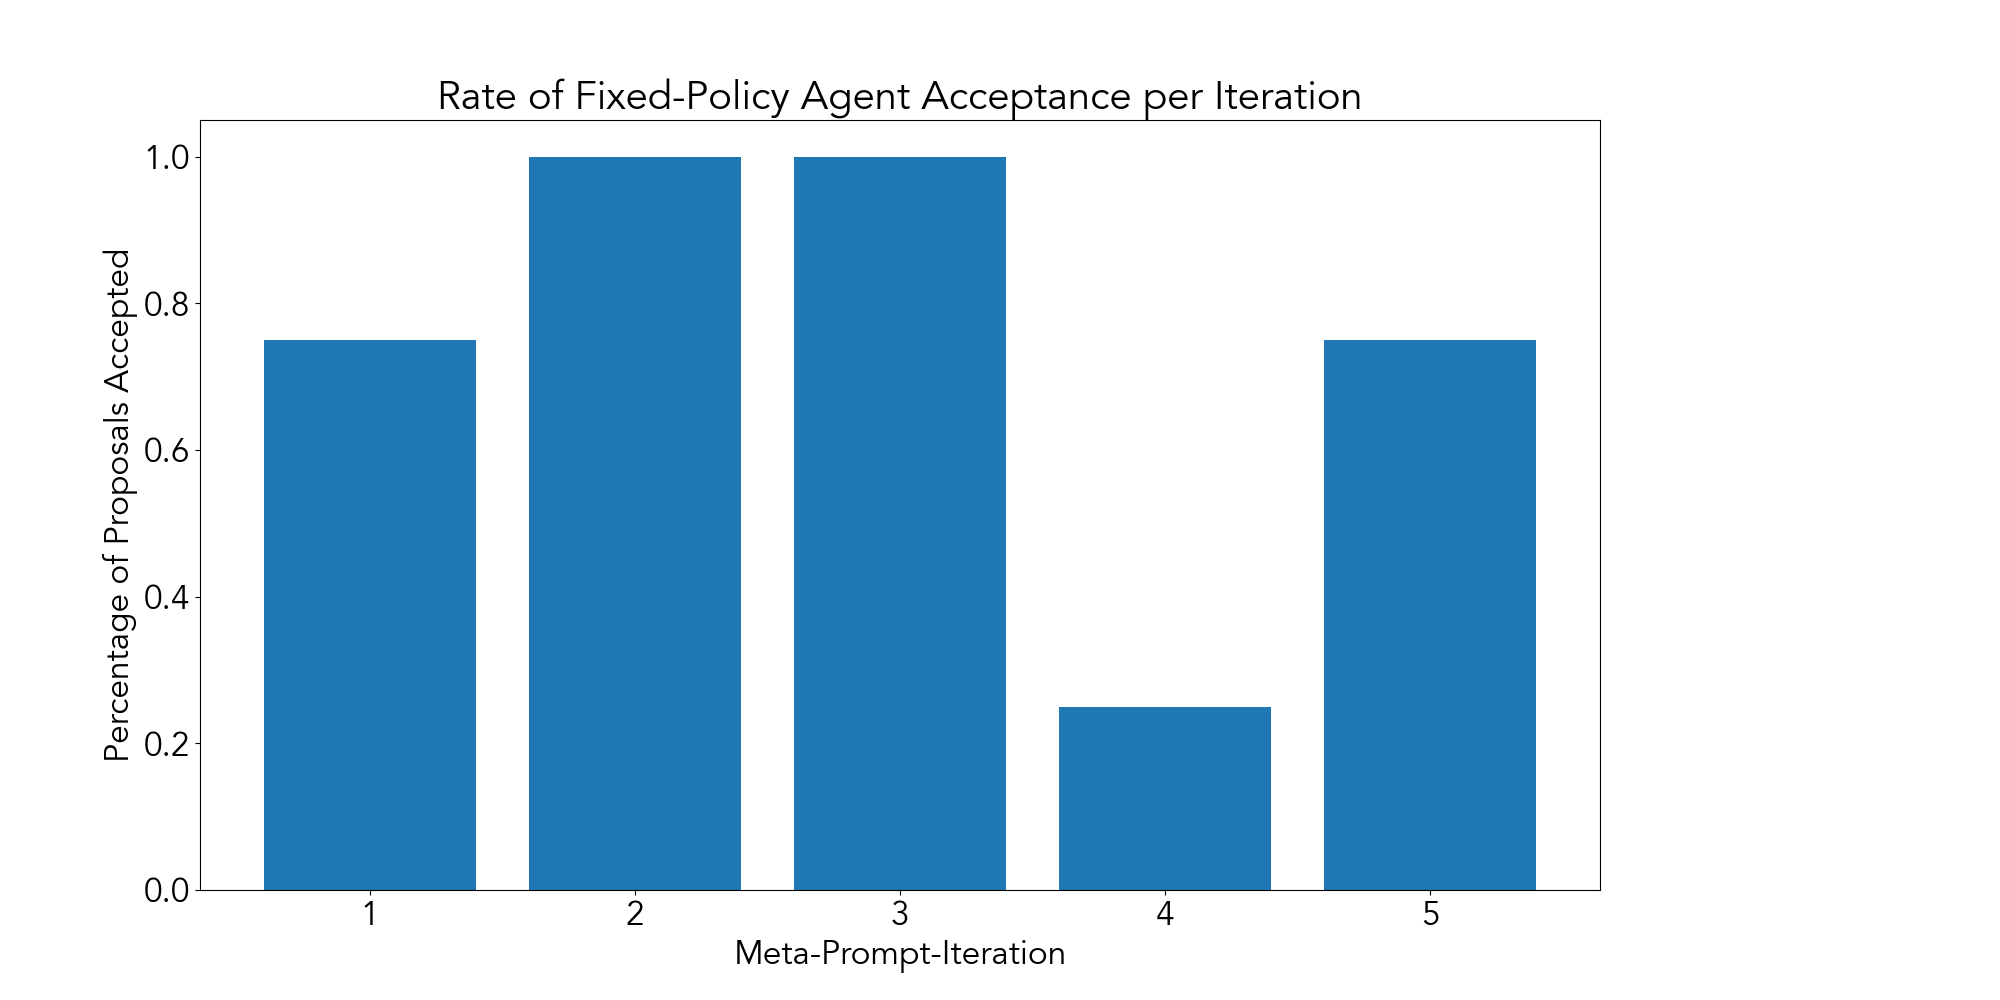 Rate of Fixed-Policy Agent Acceptance per Iteration
Percentage of Proposals Accepted
1.0
0.8
0.6
0.4
0.2
0.0
1 2 3 4 5
Meta-Prompt-Iteration